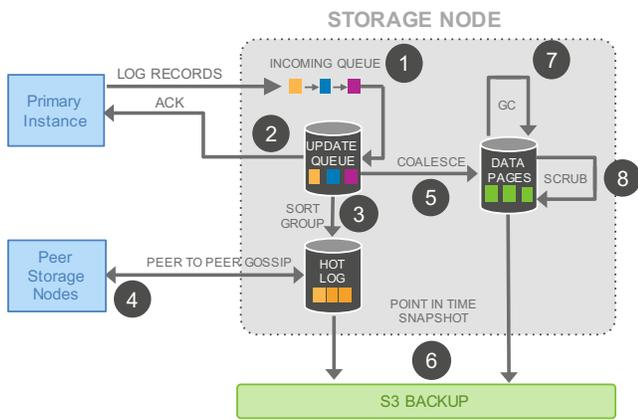 STORAGE NODE
INCOMING QUEUE
1
7
LOG RECORDS
Primary
Instance
ACK
2
GC
UPDATE
QUEUE
COALESCE
DATA
PAGES
SCRUB
8
5
SORT
GROUP
3
Peer
Storage
Nodes
PEER TO PEER GOSSIP
4
HOT
LOG
POINT IN TIME
SNAPSHOT
6
S3 BACKUP